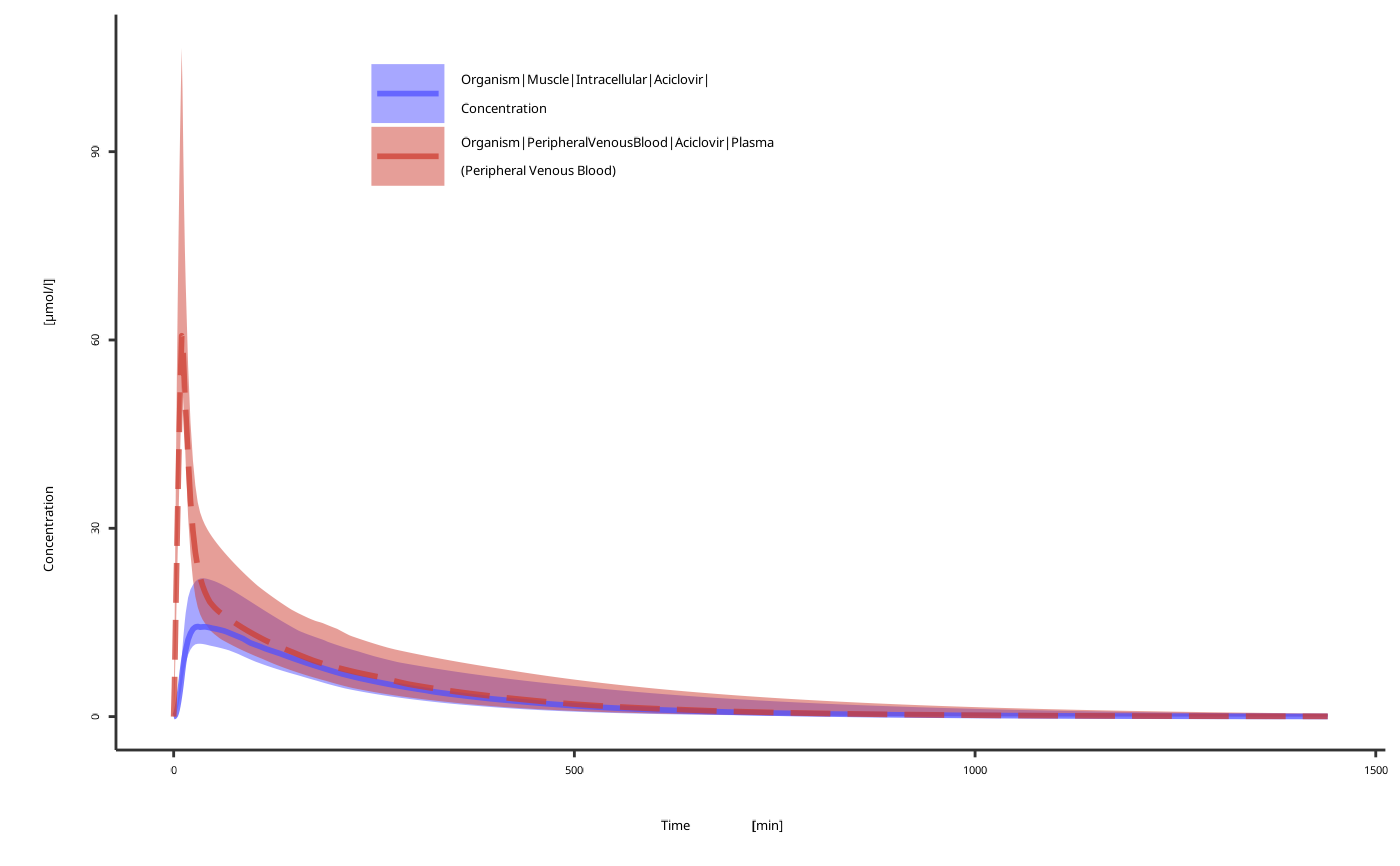 Organism|Muscle|Intracellular|Aciclovir|
Concentration
Organism|PeripheralVenousBlood|Aciclovir|Plasma
(Peripheral Venous Blood)
Concentration [µmol/l]
90
60
30
0
0 500 1000 1500
Time [min]